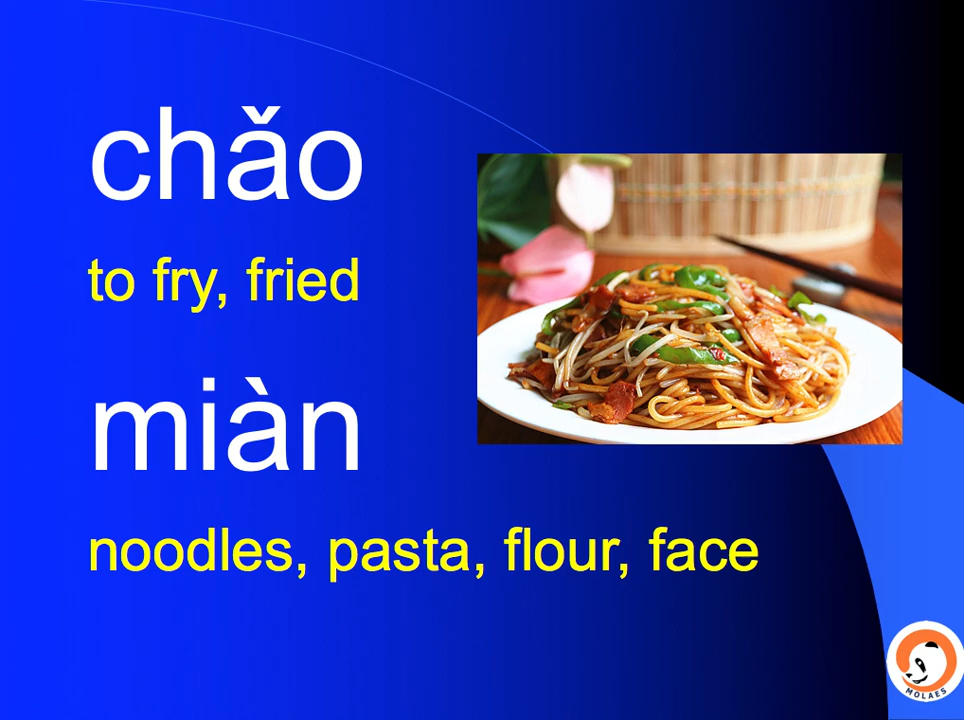 chǎo
to fry, fried
miàn
noodles, pasta, flour, face
MOLAES